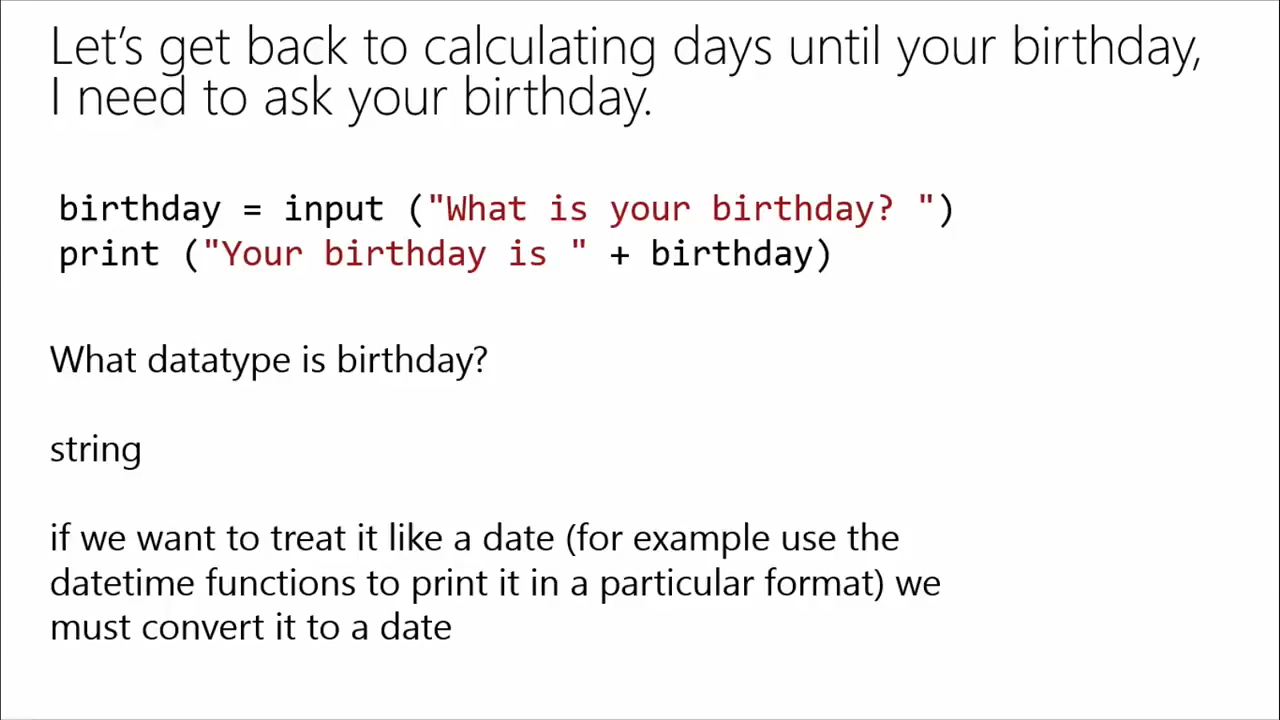 Let's get back to calculating days until your birthday,
I need to ask your birthday.
birthday = input ("What is your birthday? ")
print ("Your birthday is " + birthday)
What datatype is birthday?
string
if we want to treat it like a date (for example use the
datetime functions to print it in a particular format) we
must convert it to a date